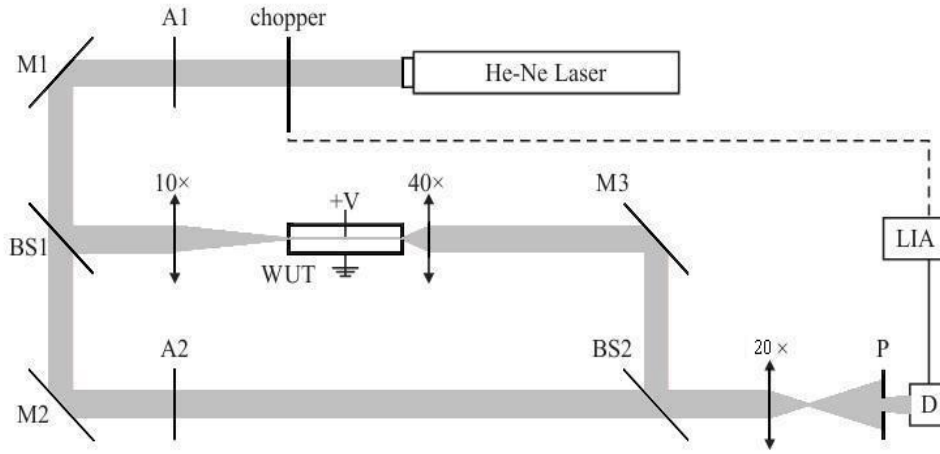 A1
chopper
M1
He-Ne Laser
10×
+V
40×
M3
BS1
WUT
LIA
A2
BS2
20 ×
P
M2
D